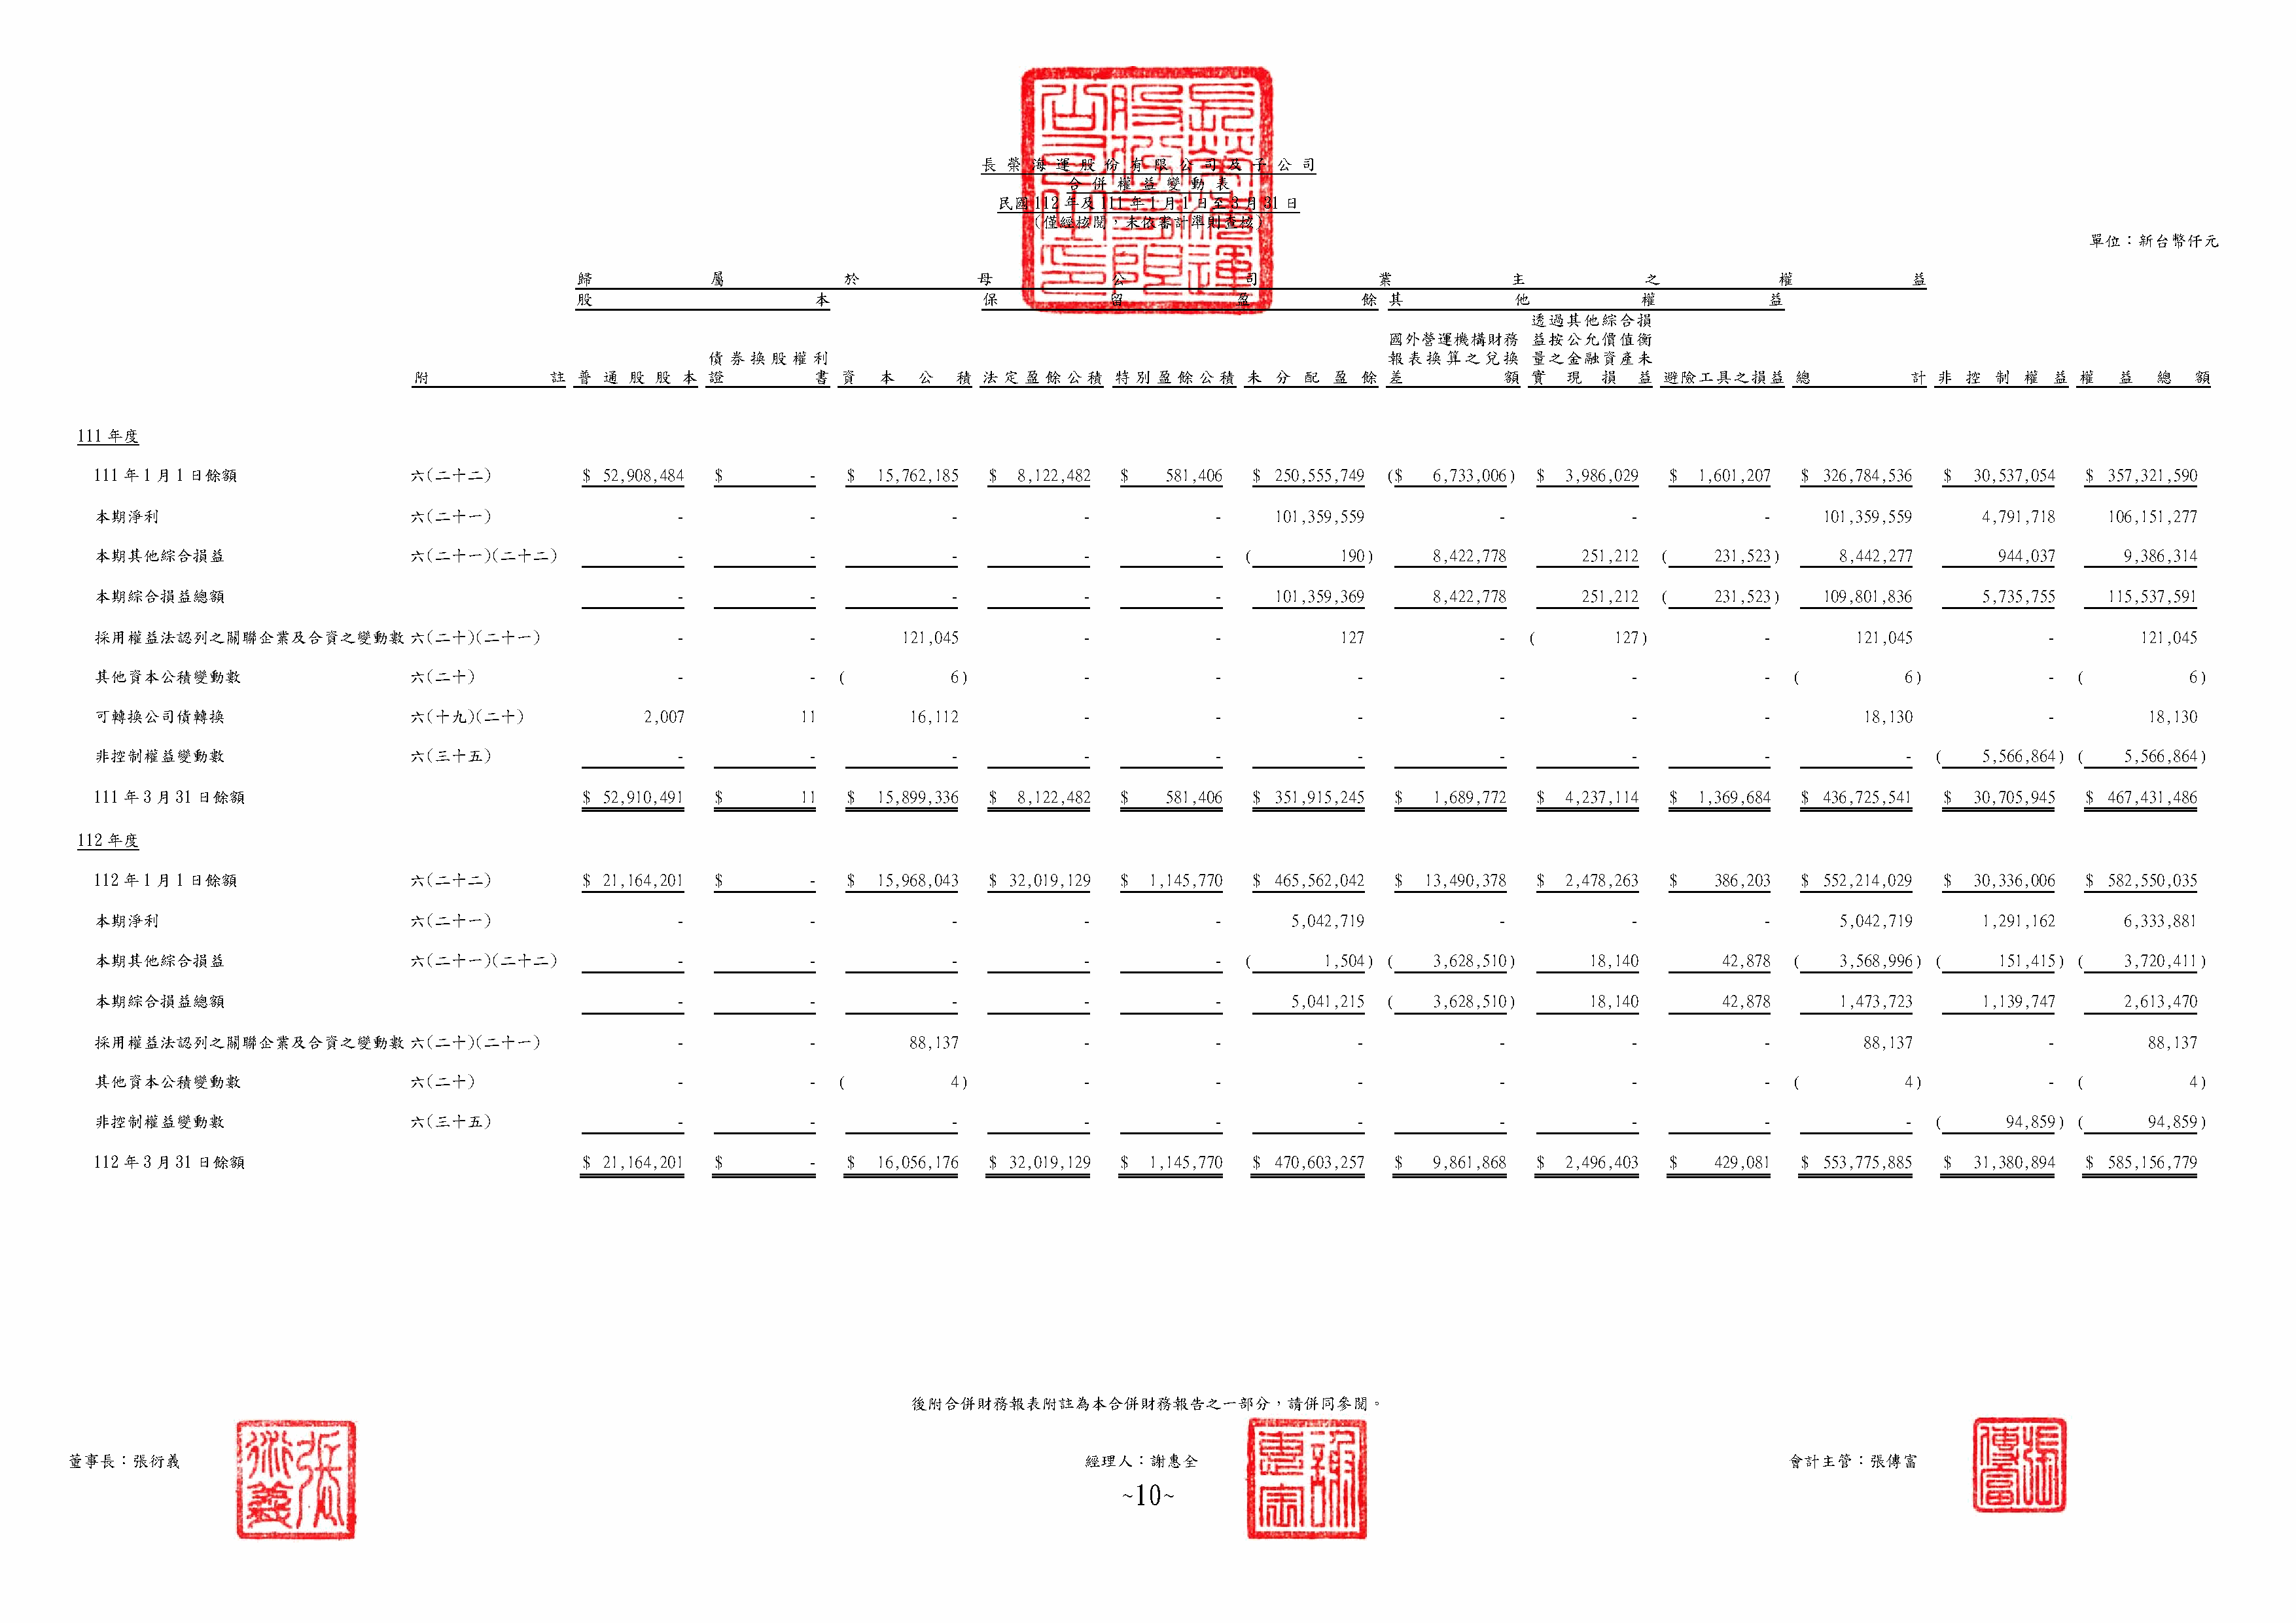 長榮海運股份有限公司及子公司
合併權益變動表
民國112年及111年1月1日至3月31日
(僅經核閱,未依審計準則查核)
單位:新台幣仟元
歸屬於母公司業主之權益
股本 保留盈餘 其他權益
附註 普通股股本 債券換股權利證書 資本公積 法定盈餘公積 特別盈餘公積 未分配盈餘 國外營運機構財務報表換算之兌換差額 透過其他綜合損益按公允價值衡量之金融資產未實現損益 避險工具之損益 總計 非控制權益 權益總額
111年度
111年1月1日餘額 六(二十二) $ 52,908,484 $ - $ 15,762,185 $ 8,122,482 $ 581,406 $ 250,555,749 ($ 6,733,006) $ 3,986,029 $ 1,601,207 $ 326,784,536 $ 30,537,054 $ 357,321,590
本期淨利 六(二十一) - - - - - 101,359,559 - - - 101,359,559 4,791,718 106,151,277
本期其他綜合損益 六(二十一)(二十二) - - - - - ( 190) 8,422,778 251,212 ( 231,523) 8,442,277 944,037 9,386,314
本期綜合損益總額 - - - - - 101,359,369 8,422,778 251,212 ( 231,523) 109,801,836 5,735,755 115,537,591
採用權益法認列之關聯企業及合資之變動數 六(二十)(二十一) - - 121,045 - - 127 - ( 127) - 121,045 - 121,045
其他資本公積變動數 六(二十) - - ( 6) - - - - - - ( 6) - ( 6)
可轉換公司債轉換 六(十九)(二十) 2,007 11 16,112 - - - - - - 18,130 - 18,130
非控制權益變動數 六(三十五) - - - - - - - - - - ( 5,566,864) ( 5,566,864)
111年3月31日餘額 $ 52,910,491 $ 11 $ 15,899,336 $ 8,122,482 $ 581,406 $ 351,915,245 $ 1,689,772 $ 4,237,114 $ 1,369,684 $ 436,725,541 $ 30,705,945 $ 467,431,486
112年度
112年1月1日餘額 六(二十二) $ 21,164,201 $ - $ 15,968,043 $ 32,019,129 $ 1,145,770 $ 465,562,042 $ 13,490,378 $ 2,478,263 $ 386,203 $ 552,214,029 $ 30,336,006 $ 582,550,035
本期淨利 六(二十一) - - - - - 5,042,719 - - - 5,042,719 1,291,162 6,333,881
本期其他綜合損益 六(二十一)(二十二) - - - - - ( 1,504) ( 3,628,510) 18,140 42,878 ( 3,568,996) ( 151,415) ( 3,720,411)
本期綜合損益總額 - - - - - 5,041,215 ( 3,628,510) 18,140 42,878 1,473,723 1,139,747 2,613,470
採用權益法認列之關聯企業及合資之變動數 六(二十)(二十一) - - 88,137 - - - - - - 88,137 - 88,137
其他資本公積變動數 六(二十) - - ( 4) - - - - - - ( 4) - ( 4)
非控制權益變動數 六(三十五) - - - - - - - - - - ( 94,859) ( 94,859)
112年3月31日餘額 $ 21,164,201 $ - $ 16,056,176 $ 32,019,129 $ 1,145,770 $ 470,603,257 $ 9,861,868 $ 2,496,403 $ 429,081 $ 553,775,885 $ 31,380,894 $ 585,156,779
後附合併財務報表附註為本合併財務報告之一部分,請併同參閱。
董事長:張衍義 經理人:謝惠全 會計主管:張傳富
~10~